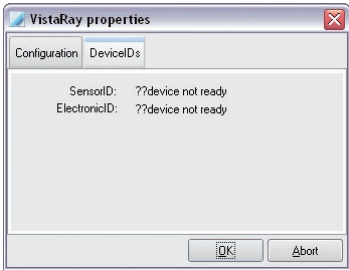 VistaRay properties
Configuration DeviceIDs
SensorID: ??device not ready
ElectronicID: ??device not ready
OK Abort